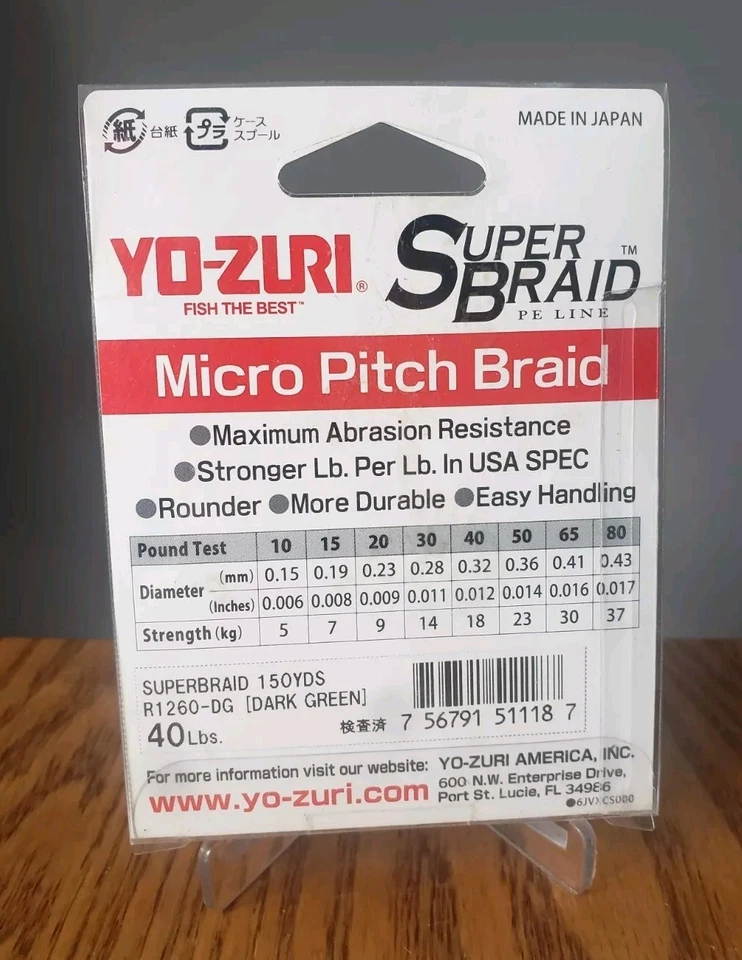 紙 台紙 プラ ケース
スプール
MADE IN JAPAN
YO-ZURI®
FISH THE BEST™
SUPER BRAID™
PE LINE
Micro Pitch Braid
●Maximum Abrasion Resistance
●Stronger Lb. Per Lb. In USA SPEC
●Rounder ●More Durable ●Easy Handling
Pound Test 10 15 20 30 40 50 65 80
Diameter (mm) 0.15 0.19 0.23 0.28 0.32 0.36 0.41 0.43
(Inches) 0.006 0.008 0.009 0.011 0.012 0.014 0.016 0.017
Strength (kg) 5 7 9 14 18 23 30 37
SUPERBRAID 150YDS
R1260-DG [DARK GREEN]
40Lbs.
検査済 7 56791 51118 7
For more information visit our website:
www.yo-zuri.com
YO-ZURI AMERICA, INC.
600 N.W. Enterprise Drive,
Port St. Lucie, FL 34986